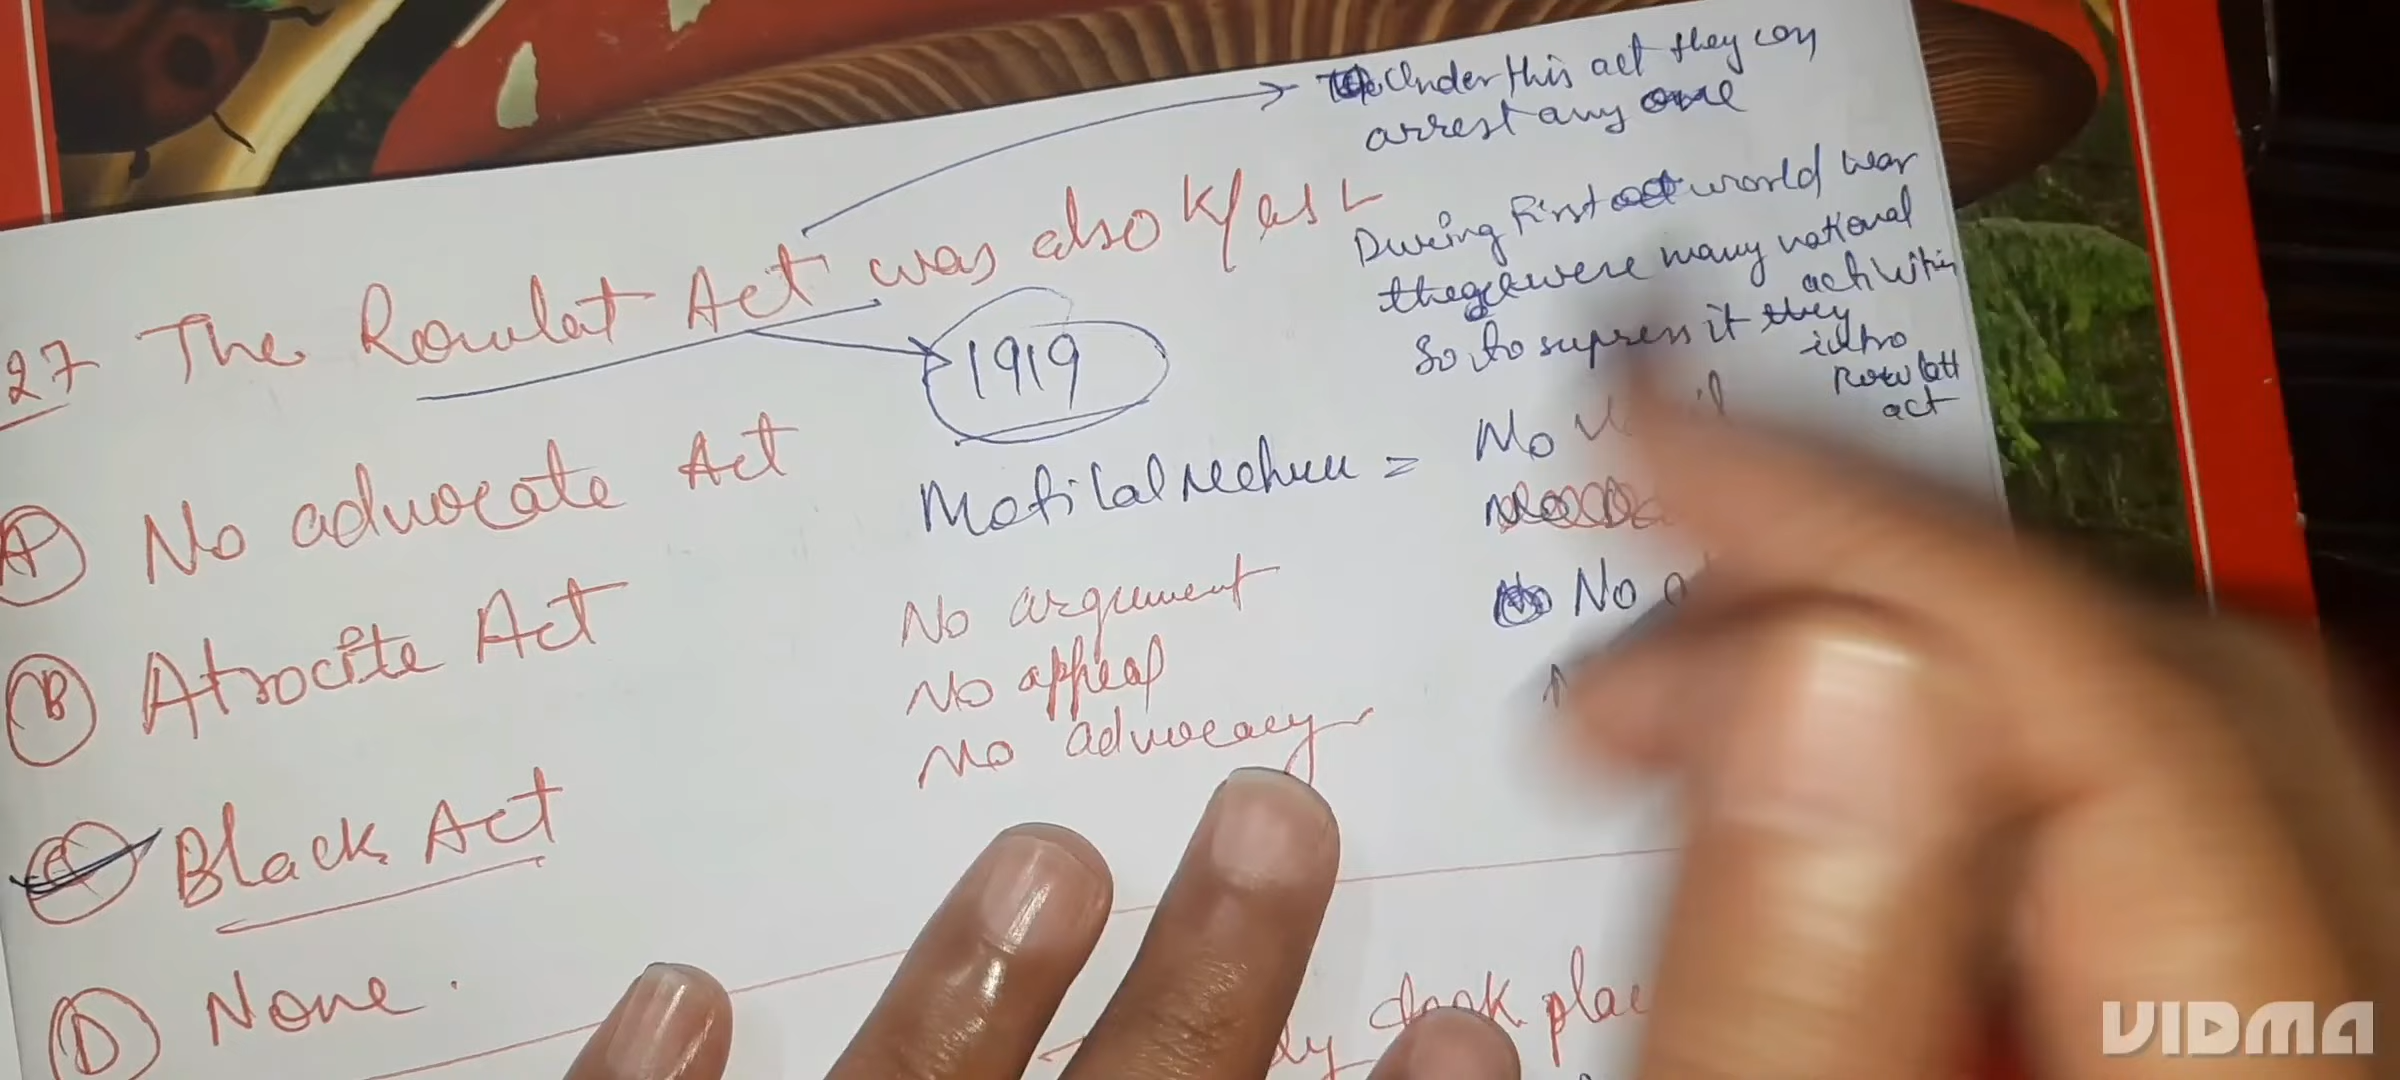 Under this act they can
arrest any one
27 The Rowlat Act was also k/as
1919
During First world war
there were many national
activities
So to supress it they
intro
Rowlatt
act
A No advocate Act
Motilal Nehru = No
No
B Atrocite Act
No argument
No appeal
No advocacy
C Black Act
D None.
took plac
VIDMA